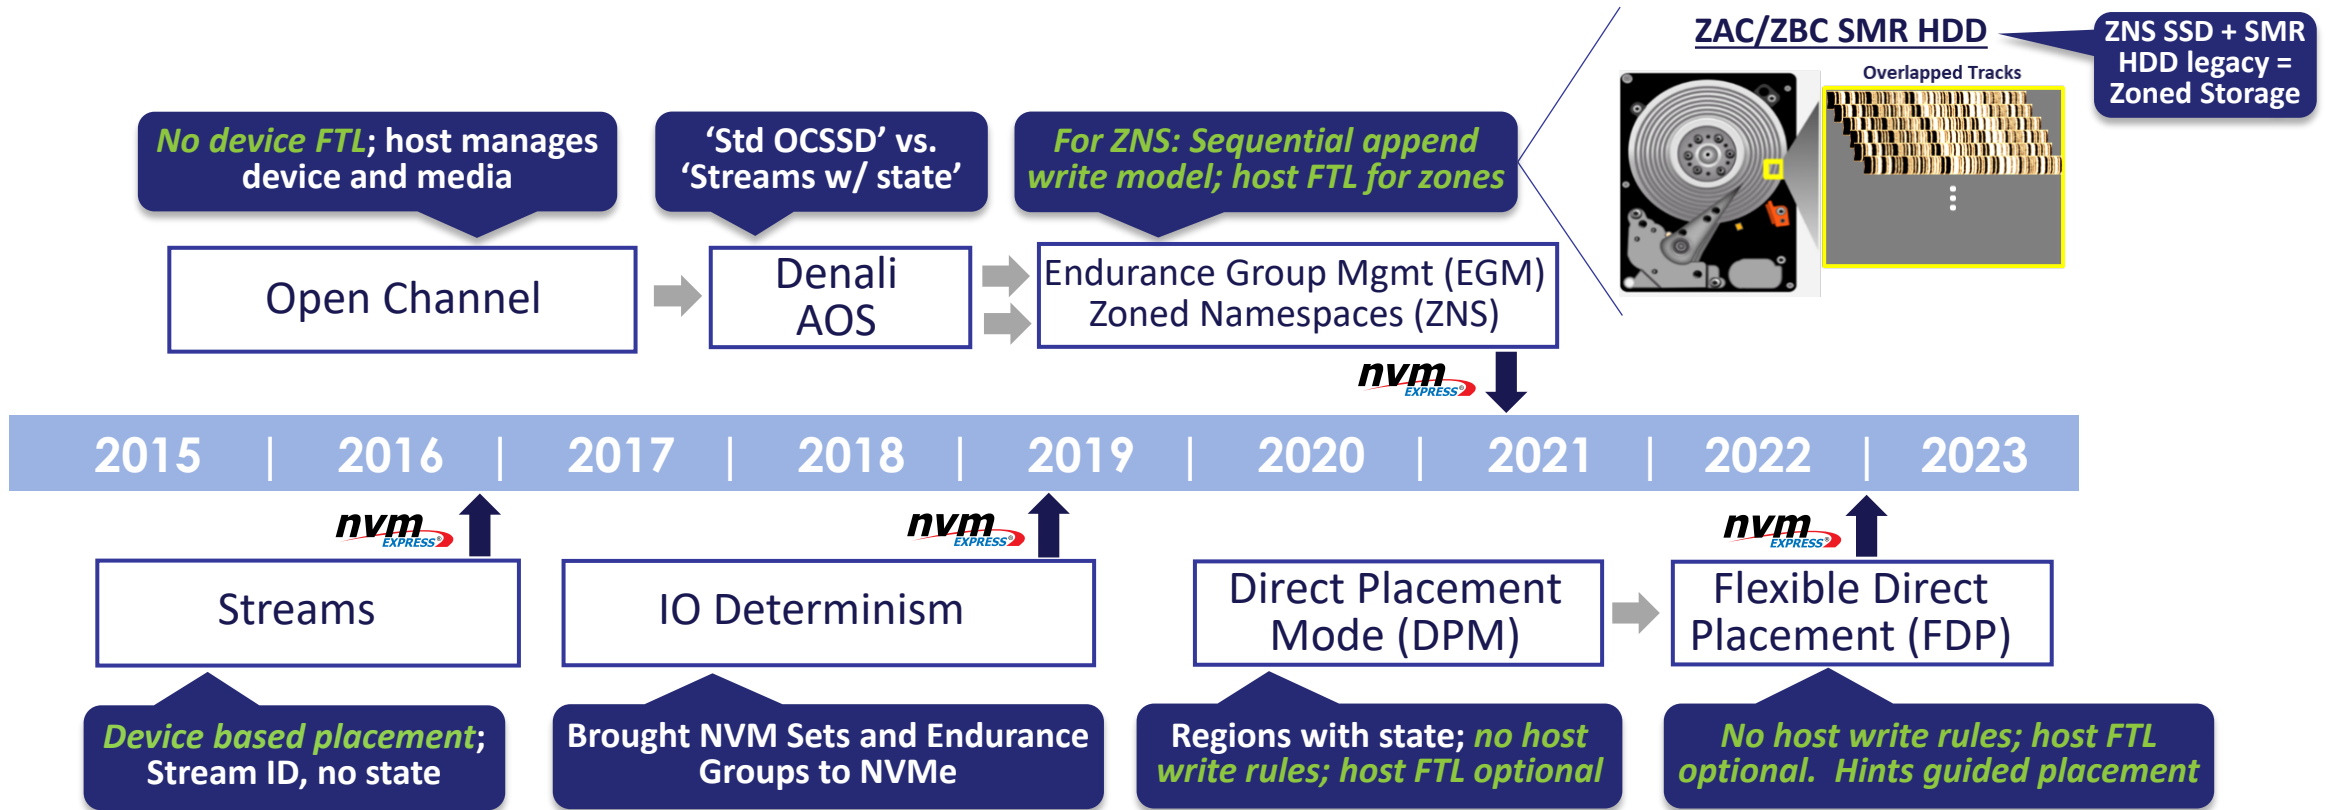 ZAC/ZBC SMR HDD
ZNS SSD + SMR
HDD legacy =
Zoned Storage
Overlapped Tracks
No device FTL; host manages
device and media
‘Std OCSSD’ vs.
‘Streams w/ state’
For ZNS: Sequential append
write model; host FTL for zones
Open Channel
Denali
AOS
Endurance Group Mgmt (EGM)
Zoned Namespaces (ZNS)
nvm
EXPRESS®
2015 | 2016 | 2017 | 2018 | 2019 | 2020 | 2021 | 2022 | 2023
nvm
EXPRESS®
nvm
EXPRESS®
nvm
EXPRESS®
Streams
IO Determinism
Direct Placement
Mode (DPM)
Flexible Direct
Placement (FDP)
Device based placement;
Stream ID, no state
Brought NVM Sets and Endurance
Groups to NVMe
Regions with state; no host
write rules; host FTL optional
No host write rules; host FTL
optional. Hints guided placement